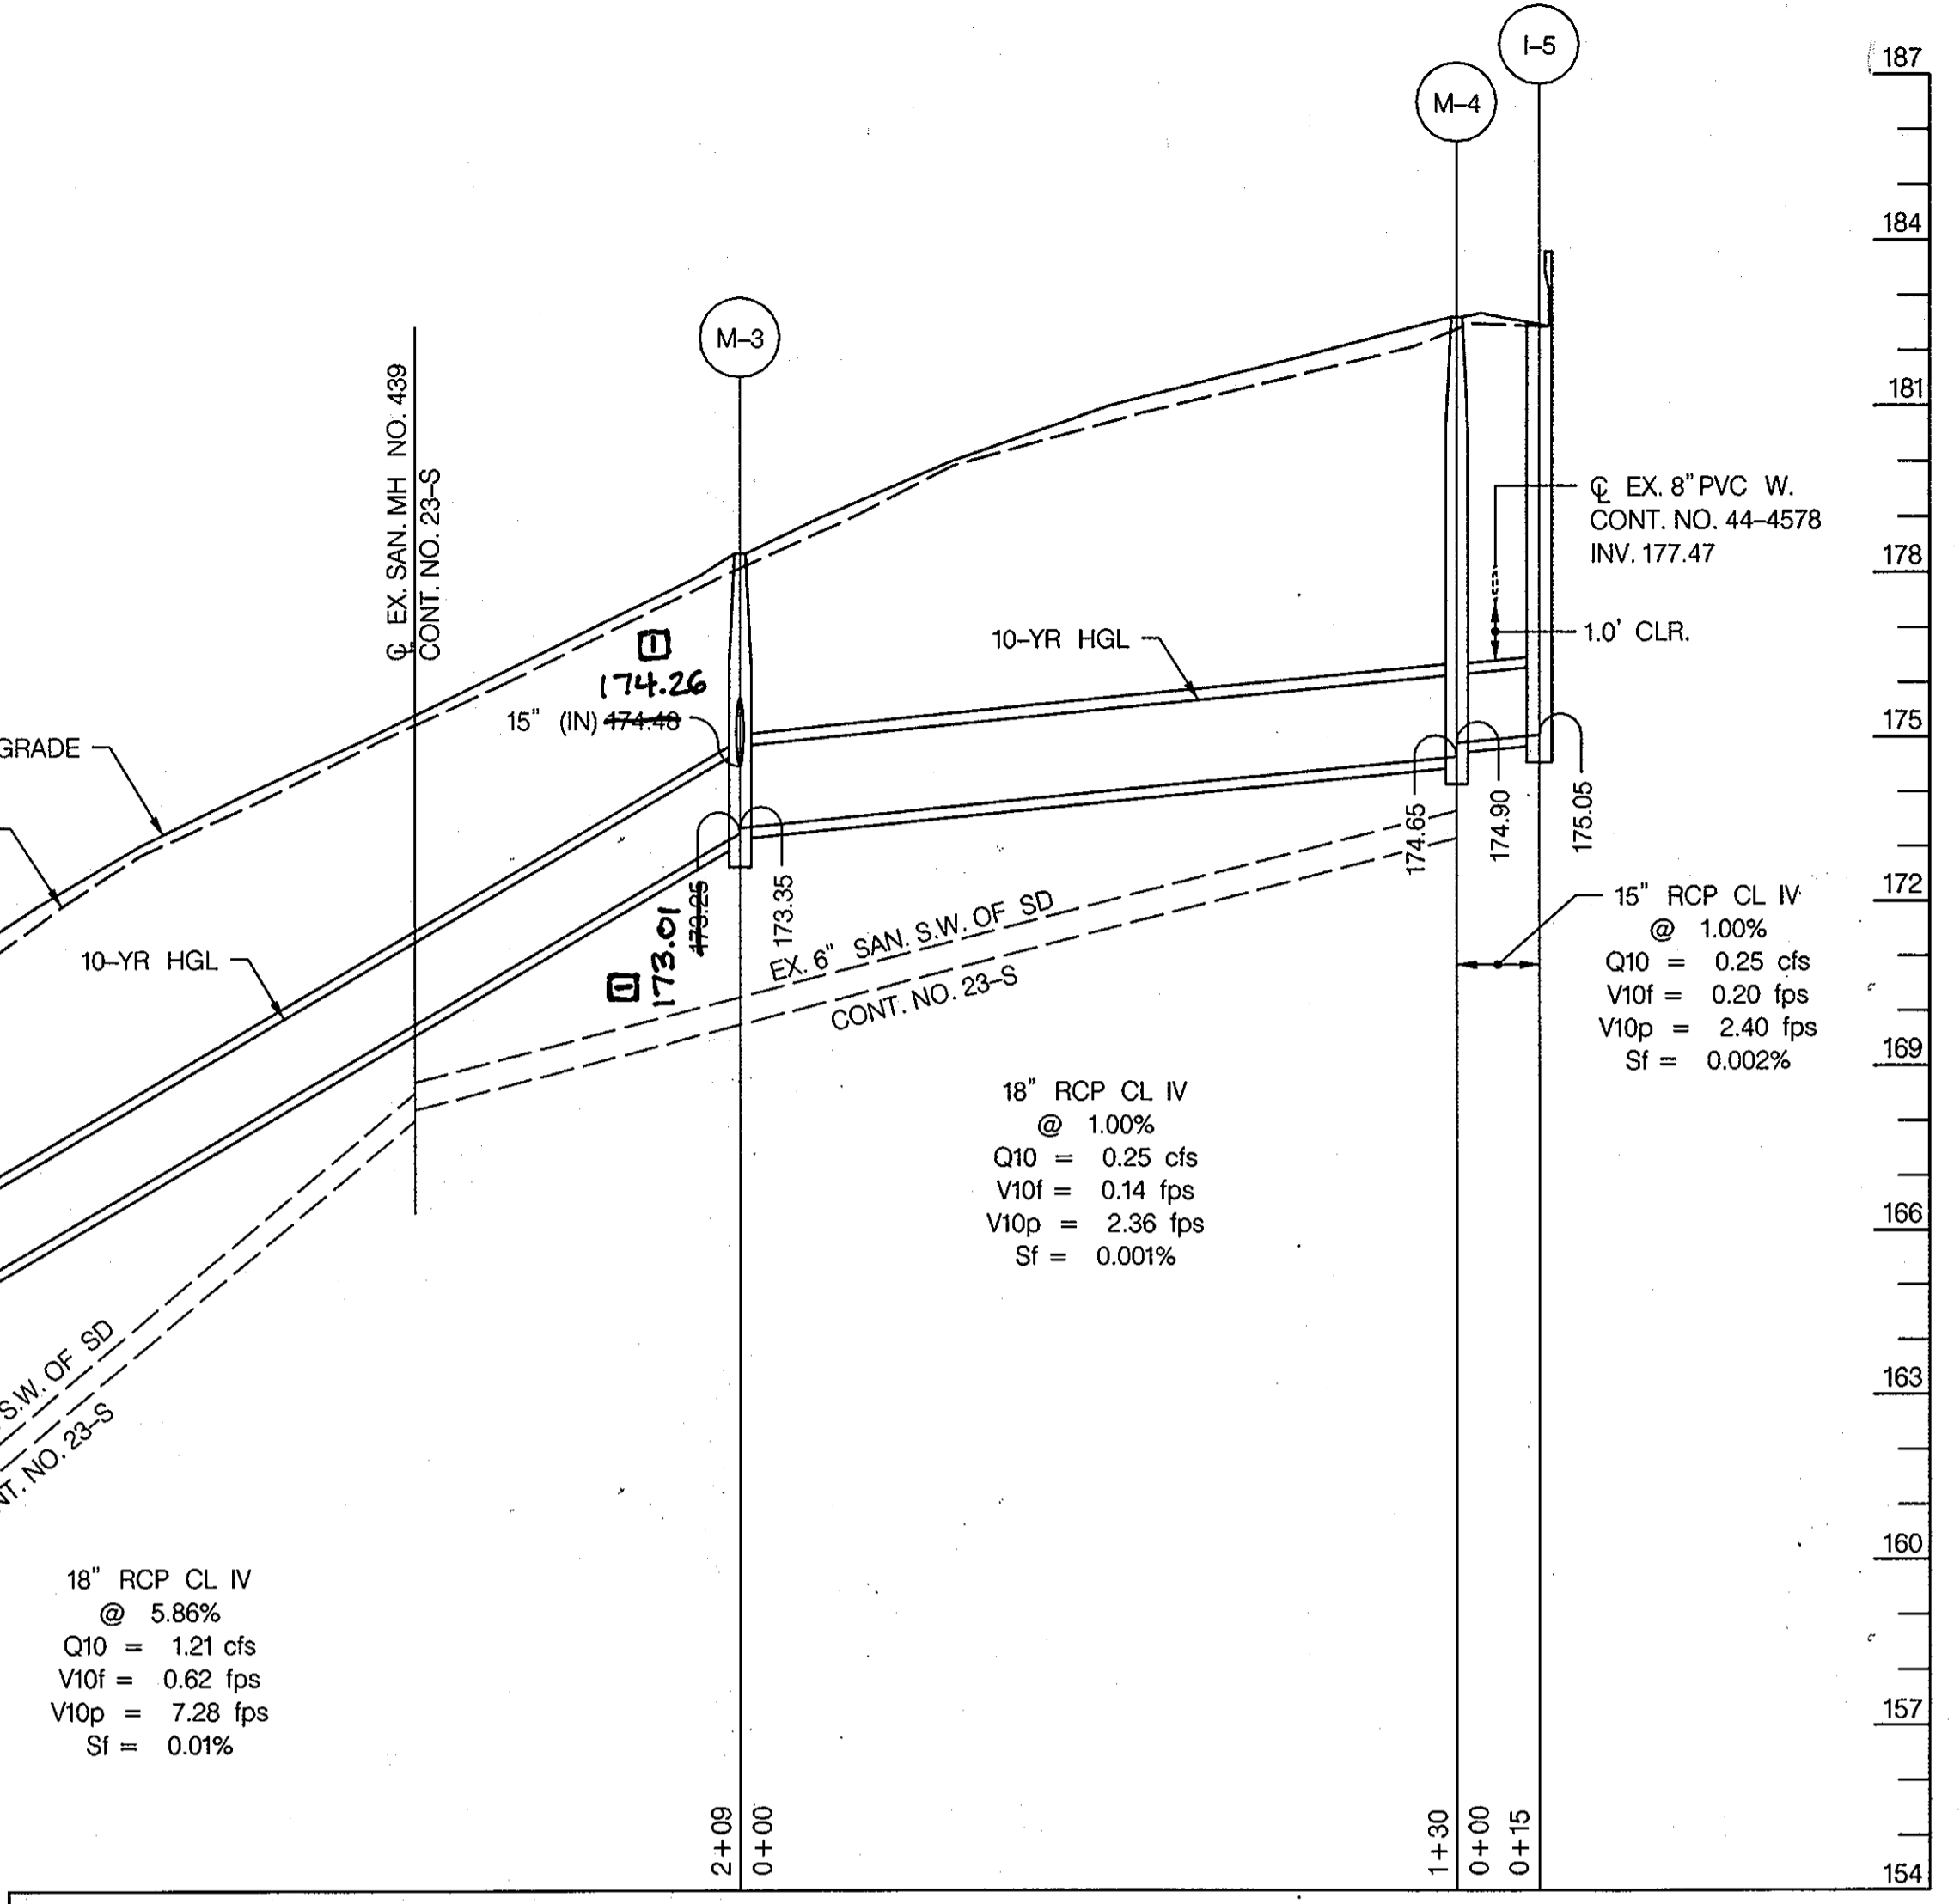 I-5
187
M-4
184
M-3
181
℄ EX. SAN. MH NO. 439
CONT. NO. 23-S
℄ EX. 8" PVC W.
CONT. NO. 44-4578
INV. 177.47
178
1
174.26
15" (IN) 174.48
10-YR HGL
1.0' CLR.
175
GRADE
174.65
174.90
175.05
172
173.25
173.35
1
173.01
10-YR HGL
EX. 6" SAN. S.W. OF SD
CONT. NO. 23-S
15" RCP CL IV
@ 1.00%
Q10 = 0.25 cfs
V10f = 0.20 fps
V10p = 2.40 fps
Sf = 0.002%
169
18" RCP CL IV
@ 1.00%
Q10 = 0.25 cfs
V10f = 0.14 fps
V10p = 2.36 fps
Sf = 0.001%
166
S.W. OF SD
NT. NO. 23-S
163
160
18" RCP CL IV
@ 5.86%
Q10 = 1.21 cfs
V10f = 0.62 fps
V10p = 7.28 fps
Sf = 0.01%
157
2+09
0+00
1+30
0+00
0+15
154